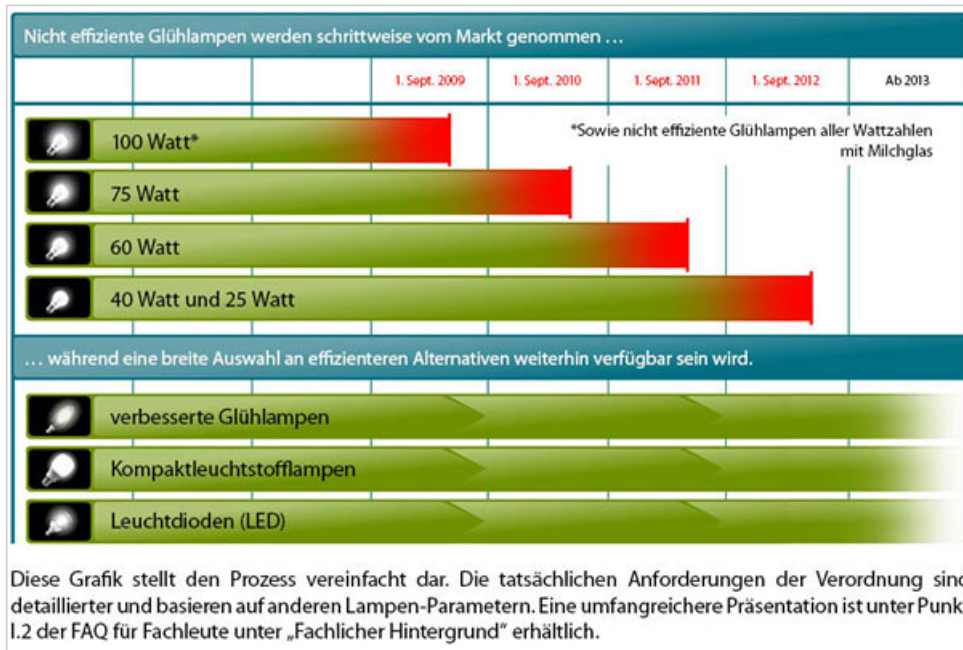 Nicht effiziente Glühlampen werden schrittweise vom Markt genommen …
1. Sept. 2009 1. Sept. 2010 1. Sept. 2011 1. Sept. 2012 Ab 2013
100 Watt*
*Sowie nicht effiziente Glühlampen aller Wattzahlen
mit Milchglas
75 Watt
60 Watt
40 Watt und 25 Watt
… während eine breite Auswahl an effizienteren Alternativen weiterhin verfügbar sein wird.
verbesserte Glühlampen
Kompaktleuchtstofflampen
Leuchtdioden (LED)
Diese Grafik stellt den Prozess vereinfacht dar. Die tatsächlichen Anforderungen der Verordnung sind
detaillierter und basieren auf anderen Lampen-Parametern. Eine umfangreichere Präsentation ist unter Punkt
I.2 der FAQ für Fachleute unter „Fachlicher Hintergrund“ erhältlich.